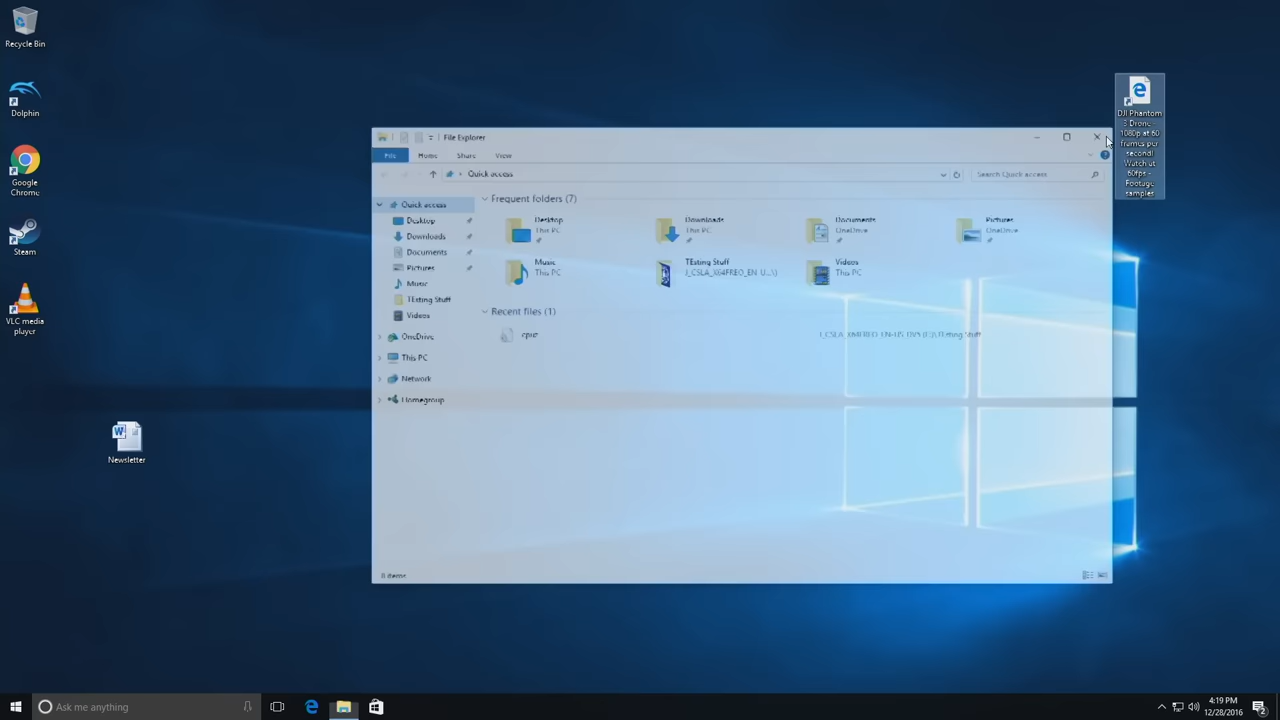 Recycle Bin
Dolphin
Google
Chrome
Steam
VLC media
player
Newsletter
DJI Phantom
3 Drone -
1080p at 60
frames per
second!
Watch at
60fps -
Footage
samples
File Explorer
File
Home
Share
View
Quick access
Search Quick access
Quick access
Desktop
Downloads
Documents
Pictures
Music
TEsting Stuff
Videos
OneDrive
This PC
Network
Homegroup
Frequent folders (7)
Desktop
This PC
Downloads
This PC
Documents
OneDrive
Pictures
OneDrive
Music
This PC
TEsting Stuff
J_CSLA_X64FREO_EN_U...\)
Videos
This PC
Recent files (1)
8 items
Ask me anything
4:19 PM
12/28/2016
2